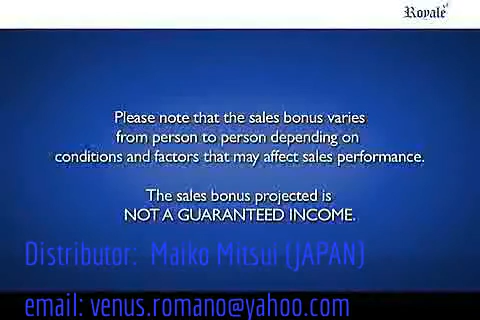 Royalé
Please note that the sales bonus varies
from person to person depending on
conditions and factors that may affect sales performance.
The sales bonus projected is
NOT A GUARANTEED INCOME.
Distributor: Maiko Mitsui (JAPAN)
email: venus.romano@yahoo.com